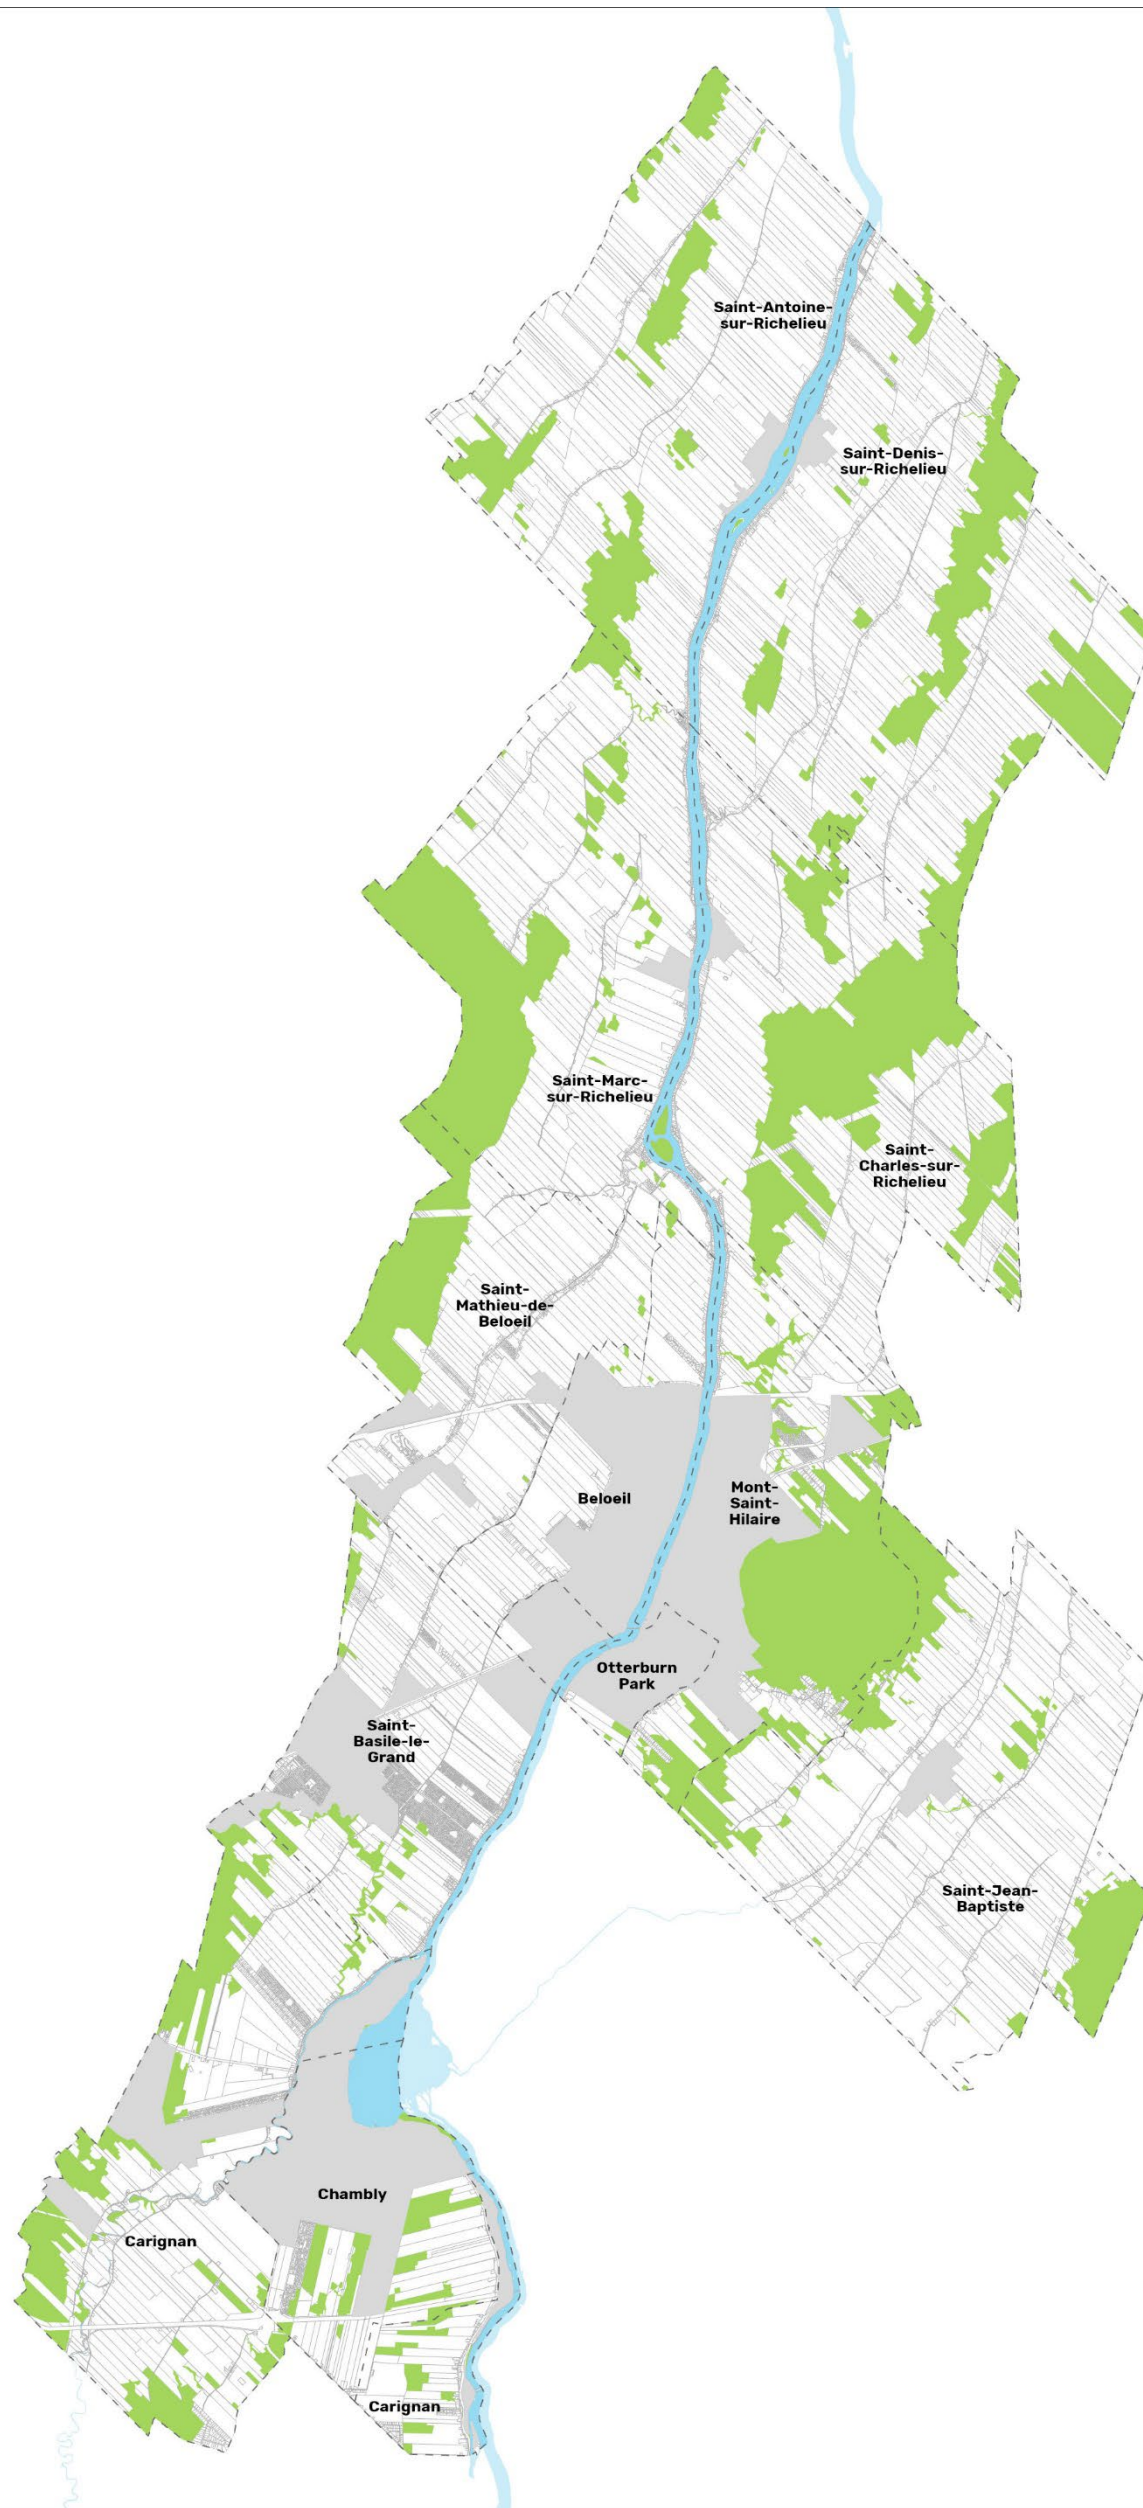 Saint-Antoine-
sur-Richelieu
Saint-Denis-
sur-Richelieu
Saint-Marc-
sur-Richelieu
Saint-
Charles-sur-
Richelieu
Saint-
Mathieu-de-
Beloeil
Beloeil
Mont-
Saint-
Hilaire
Otterburn
Park
Saint-
Basile-le-
Grand
Saint-Jean-
Baptiste
Chambly
Carignan
Carignan